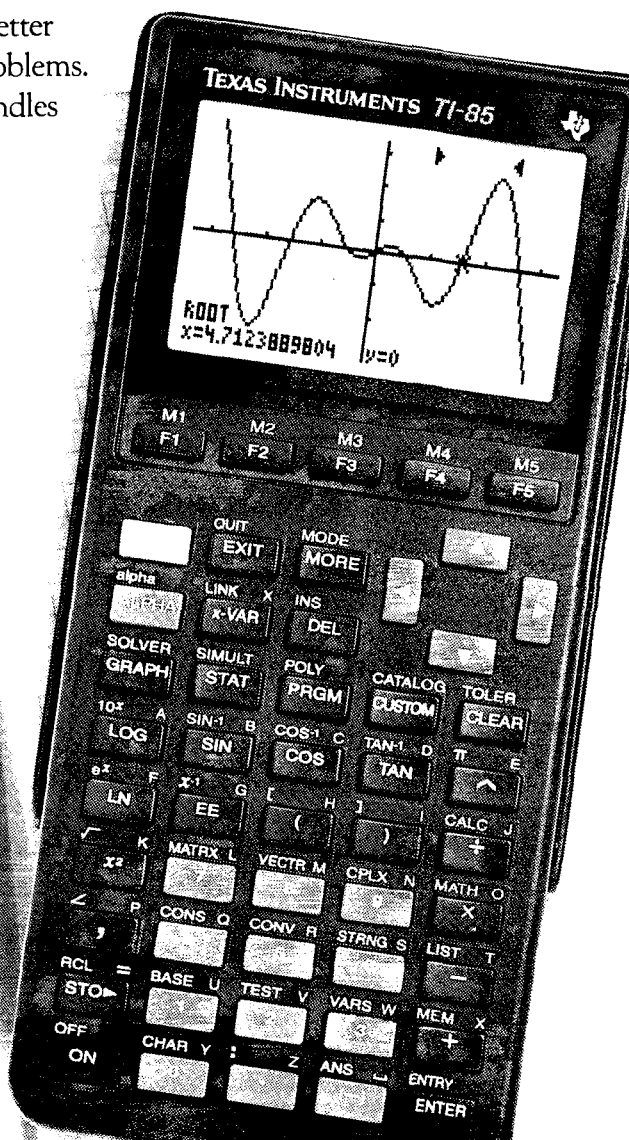 etter
oblems.
ndles
TEXAS INSTRUMENTS TI-85
ROOT
x=4.7123889804 y=0
M1 M2 M3 M4 M5
F1 F2 F3 F4 F5
QUIT MODE
EXIT MORE
alpha LINK X INS
ALPHA x-VAR DEL
SOLVER SIMULT POLY CATALOG TOLER
GRAPH STAT PRGM CUSTOM CLEAR
10ˣ A SIN⁻¹ B COS⁻¹ C TAN⁻¹ D π E
LOG SIN COS TAN ^
eˣ F x⁻¹ G [ H ] I CALC J
LN EE ( ) ÷
√ K MATRX L VECTR M CPLX N MATH O
x² ×
∠ P CONS Q CONV R STRNG S LIST T
, −
RCL = BASE U TEST V VARS W MEM X
STO► 1 2 3 +
OFF CHAR Y : Z ANS ⎵ ENTRY
ON ENTER